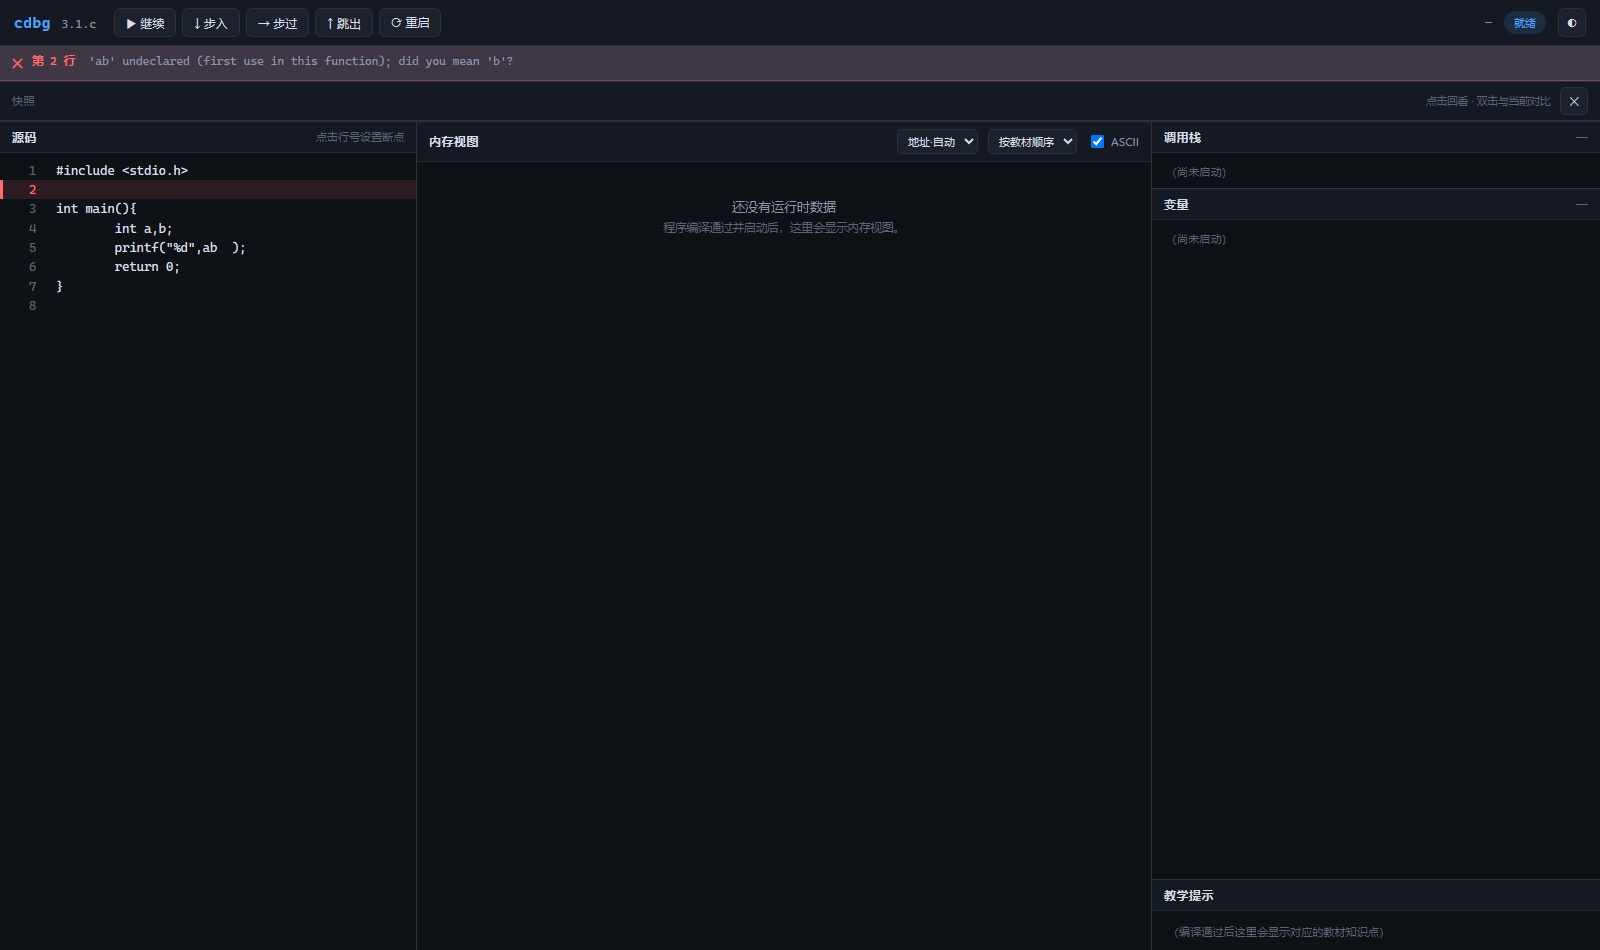 cdbg 3.1.c ▶ 继续 ↓步入 →步过 ↑跳出 ⟳ 重启 — 就绪 ◐
✕ 第 2 行 'ab' undeclared (first use in this function); did you mean 'b'?
快照 点击回看 · 双击与当前对比 ✕
源码 点击行号设置断点
1 #include <stdio.h>
2
3 int main(){
4 int a,b;
5 printf("%d",ab  );
6 return 0;
7 }
8
内存视图 地址·自动 按教材顺序 ASCII
还没有运行时数据
程序编译通过并启动后，这里会显示内存视图。
调用栈 —
（尚未启动）
变量 —
（尚未启动）
教学提示
（编译通过后这里会显示对应的教材知识点）